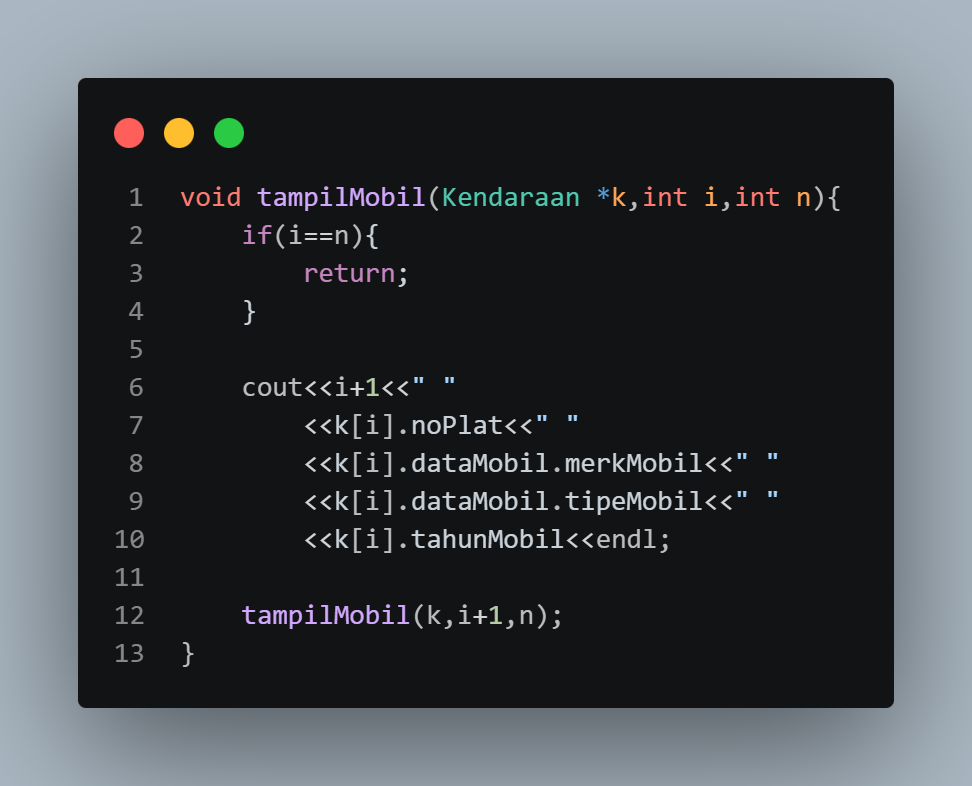 1 void tampilMobil(Kendaraan *k,int i,int n){
2     if(i==n){
3         return;
4     }
5
6     cout<<i+1<<" "
7         <<k[i].noPlat<<" "
8         <<k[i].dataMobil.merkMobil<<" "
9         <<k[i].dataMobil.tipeMobil<<" "
10         <<k[i].tahunMobil<<endl;
11
12     tampilMobil(k,i+1,n);
13 }